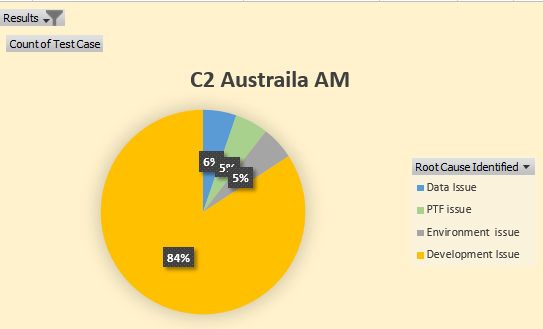 Results
Count of Test Case
C2 Austraila AM
6%
5%
5%
84%
Root Cause Identified
Data Issue
PTF issue
Environment issue
Development Issue